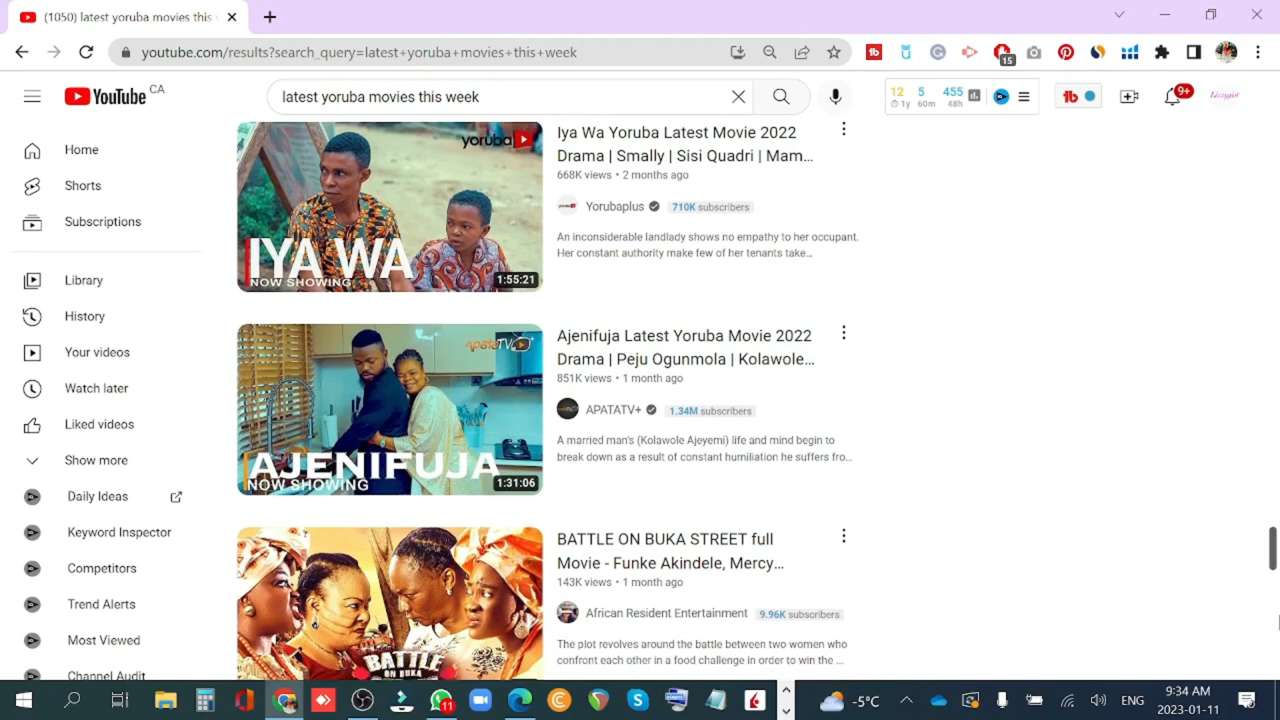 (1050) latest yoruba movies this
youtube.com/results?search_query=latest+yoruba+movies+this+week
15
YouTube CA
latest yoruba movies this week
12 5 455
1y 60m 48h
9+
Home
Shorts
Subscriptions
Library
History
Your videos
Watch later
Liked videos
Show more
Daily Ideas
Keyword Inspector
Competitors
Trend Alerts
Most Viewed
Channel Audit
yoruba
IYA WA
NOW SHOWING
1:55:21
Iya Wa Yoruba Latest Movie 2022
Drama | Smally | Sisi Quadri | Mam...
668K views • 2 months ago
Yorubaplus 710K subscribers
An inconsiderable landlady shows no empathy to her occupant.
Her constant authority make few of her tenants take...
APATATV+
AJENIFUJA
NOW SHOWING
1:31:06
Ajenifuja Latest Yoruba Movie 2022
Drama | Peju Ogunmola | Kolawole...
851K views • 1 month ago
APATATV+ 1.34M subscribers
A married man's (Kolawole Ajeyemi) life and mind begin to
break down as a result of constant humiliation he suffers fro...
BATTLE
ON BUKA
BATTLE ON BUKA STREET full
Movie - Funke Akindele, Mercy...
143K views • 1 month ago
African Resident Entertainment 9.96K subscribers
The plot revolves around the battle between two women who
confront each other in a food challenge in order to win the ...
11
-5°C
ENG
9:34 AM
2023-01-11